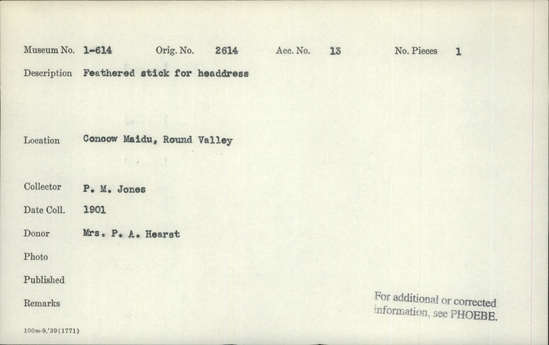 Museum No. 1-614 Orig. No. 2614 Acc. No. 13 No. Pieces 1
Description Feathered stick for headdress
Location Concow Maidu, Round Valley
Collector P. M. Jones
Date Coll. 1901
Donor Mrs. P. A. Hearst
Photo
Published
Remarks
For additional or corrected
information, see PHOEBE.
100m-9,'39(1771)